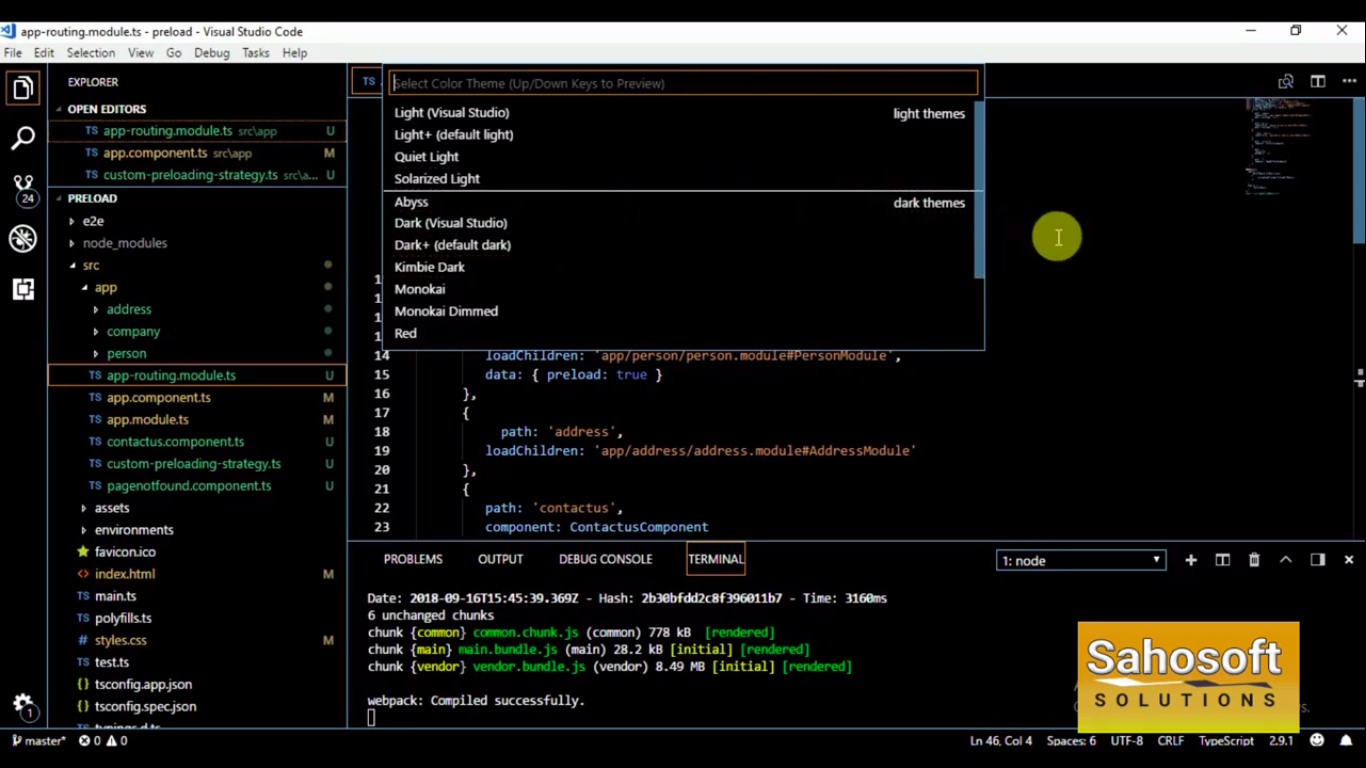 app-routing.module.ts - preload - Visual Studio Code
File Edit Selection View Go Debug Tasks Help
EXPLORER
OPEN EDITORS
TS app-routing.module.ts src\app U
TS app.component.ts src\app M
TS custom-preloading-strategy.ts src\a... U
24
PRELOAD
e2e
node_modules
src
app
address
company
person
TS app-routing.module.ts U
TS app.component.ts M
TS app.module.ts M
TS contactus.component.ts U
TS custom-preloading-strategy.ts U
TS pagenotfound.component.ts U
assets
environments
favicon.ico
<> index.html M
TS main.ts
TS polyfills.ts
# styles.css M
TS test.ts
{} tsconfig.app.json
{} tsconfig.spec.json
1
TS
Select Color Theme (Up/Down Keys to Preview)
Light (Visual Studio) light themes
Light+ (default light)
Quiet Light
Solarized Light
Abyss dark themes
Dark (Visual Studio)
Dark+ (default dark)
Kimbie Dark
Monokai
Monokai Dimmed
Red
14 loadChildren: 'app/person/person.module#PersonModule',
15 data: { preload: true }
16 },
17 {
18 path: 'address',
19 loadChildren: 'app/address/address.module#AddressModule'
20 },
21 {
22 path: 'contactus',
23 component: ContactusComponent
PROBLEMS OUTPUT DEBUG CONSOLE TERMINAL 1: node
Date: 2018-09-16T15:45:39.369Z - Hash: 2b30bfdd2c8f396011b7 - Time: 3160ms
6 unchanged chunks
chunk {common} common.chunk.js (common) 778 kB [rendered]
chunk {main} main.bundle.js (main) 28.2 kB [initial] [rendered]
chunk {vendor} vendor.bundle.js (vendor) 8.49 MB [initial] [rendered]
webpack: Compiled successfully.
Sahosoft
SOLUTIONS
master* 0 0 Ln 46, Col 4 Spaces: 6 UTF-8 CRLF TypeScript 2.9.1